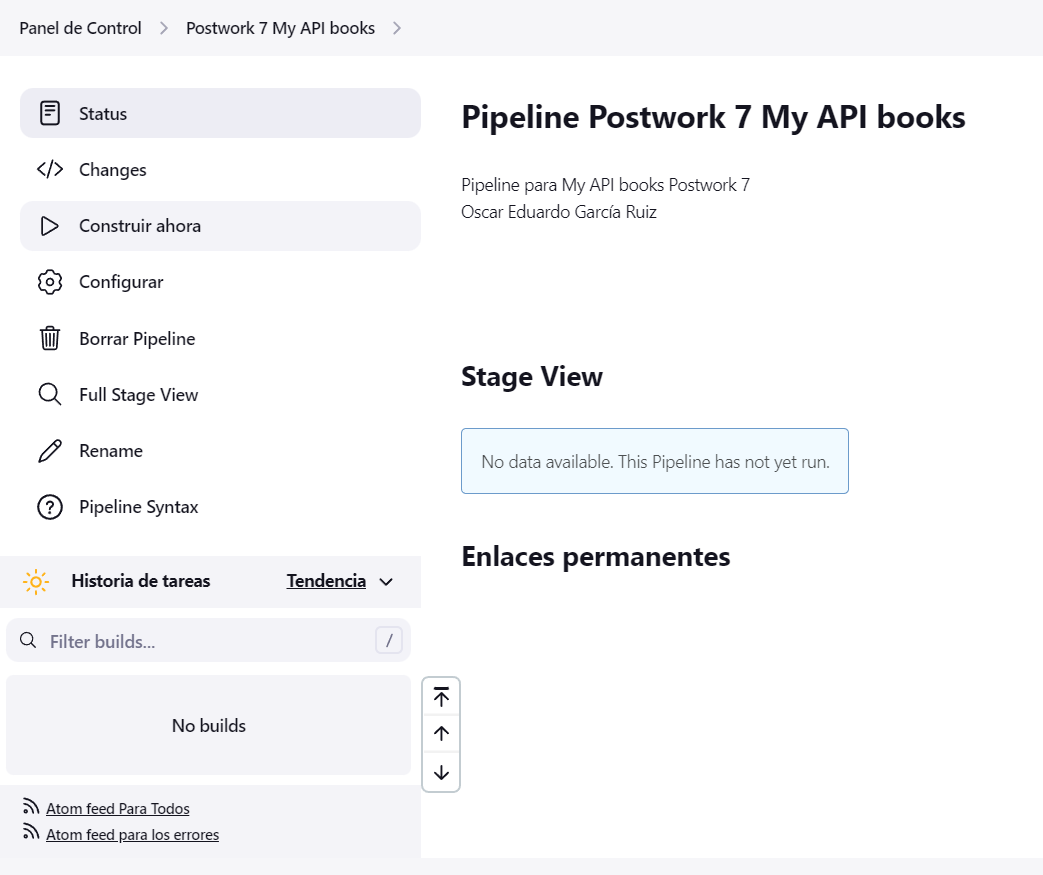 Panel de Control
Postwork 7 My API books
Status
Changes
Construir ahora
Configurar
Borrar Pipeline
Full Stage View
Rename
Pipeline Syntax
Historia de tareas Tendencia
Filter builds... /
No builds
Atom feed Para Todos
Atom feed para los errores
Pipeline Postwork 7 My API books
Pipeline para My API books Postwork 7
Oscar Eduardo García Ruiz
Stage View
No data available. This Pipeline has not yet run.
Enlaces permanentes